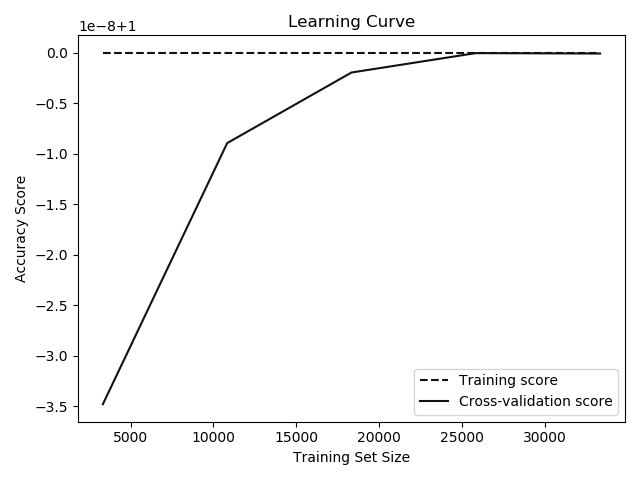 Learning Curve
1e−8+1
0.0
−0.5
−1.0
−1.5
−2.0
−2.5
−3.0
−3.5
Accuracy Score
Training score
Cross-validation score
5000 10000 15000 20000 25000 30000
Training Set Size